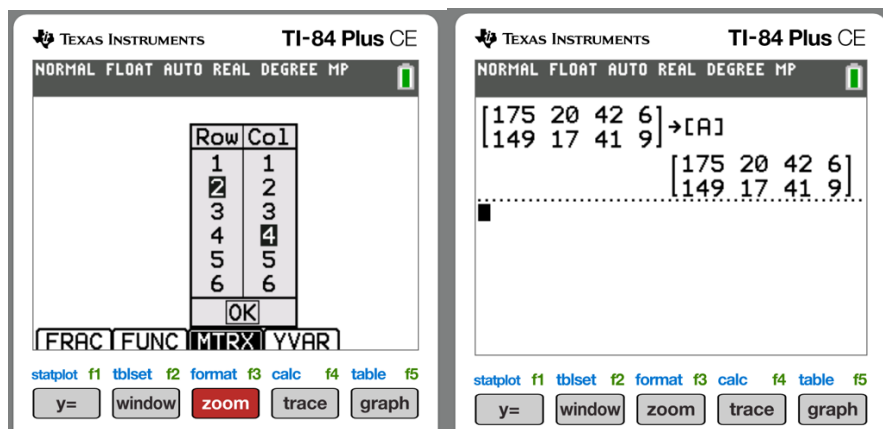 TEXAS INSTRUMENTS TI-84 Plus CE
NORMAL FLOAT AUTO REAL DEGREE MP
Row Col
1 1
2 2
3 3
4 4
5 5
6 6
OK
FRAC FUNC MTRX YVAR
statplot f1 tblset f2 format f3 calc f4 table f5
y= window zoom trace graph
TEXAS INSTRUMENTS TI-84 Plus CE
NORMAL FLOAT AUTO REAL DEGREE MP
[175 20 42 6]
[149 17 41 9]→[A]
[175 20 42 6]
[149 17 41 9]
statplot f1 tblset f2 format f3 calc f4 table f5
y= window zoom trace graph